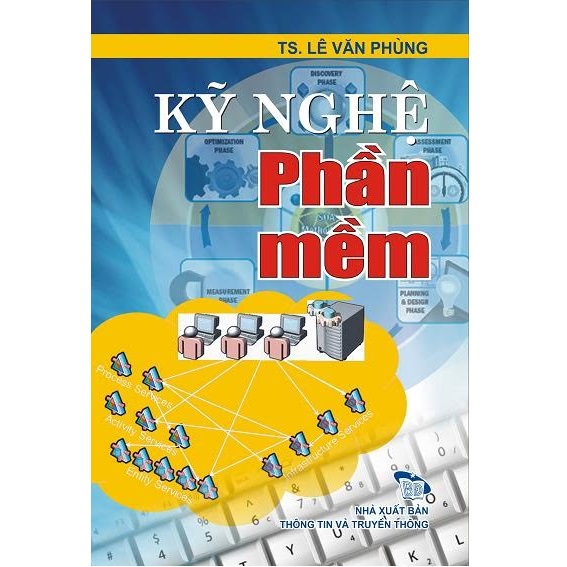 TS. LÊ VĂN PHÙNG
DISCOVERY
PHASE
KỸ NGHỆ
OPTIMIZATION
PHASE
ASSESSMENT
PHASE
Phần
SOA
mềm
MEASUREMENT
PHASE
PLANNING
& DESIGN
PHASE
Process Services
Activity Services
Entity Services
Infrastructure Services
NHÀ XUẤT BẢN
THÔNG TIN VÀ TRUYỀN THÔNG